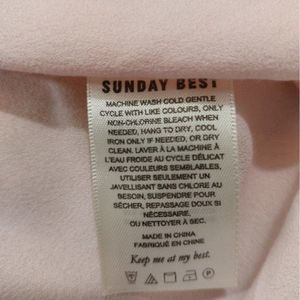 SUNDAY BEST
MACHINE WASH COLD GENTLE
CYCLE WITH LIKE COLOURS, ONLY
NON-CHLORINE BLEACH WHEN
NEEDED, HANG TO DRY, COOL
IRON ONLY IF NEEDED, OR DRY
CLEAN. LAVER À LA MACHINE À
L'EAU FROIDE AU CYCLE DÉLICAT
AVEC COULEURS SEMBLABLES,
UTILISER SEULEMENT UN
JAVELLISANT SANS CHLORE AU
BESOIN, SUSPENDRE POUR
SÉCHER, REPASSAGE DOUX SI
NÉCESSAIRE,
OU NETTOYER À SEC.
MADE IN CHINA
FABRIQUÉ EN CHINE
Keep me at my best.
P